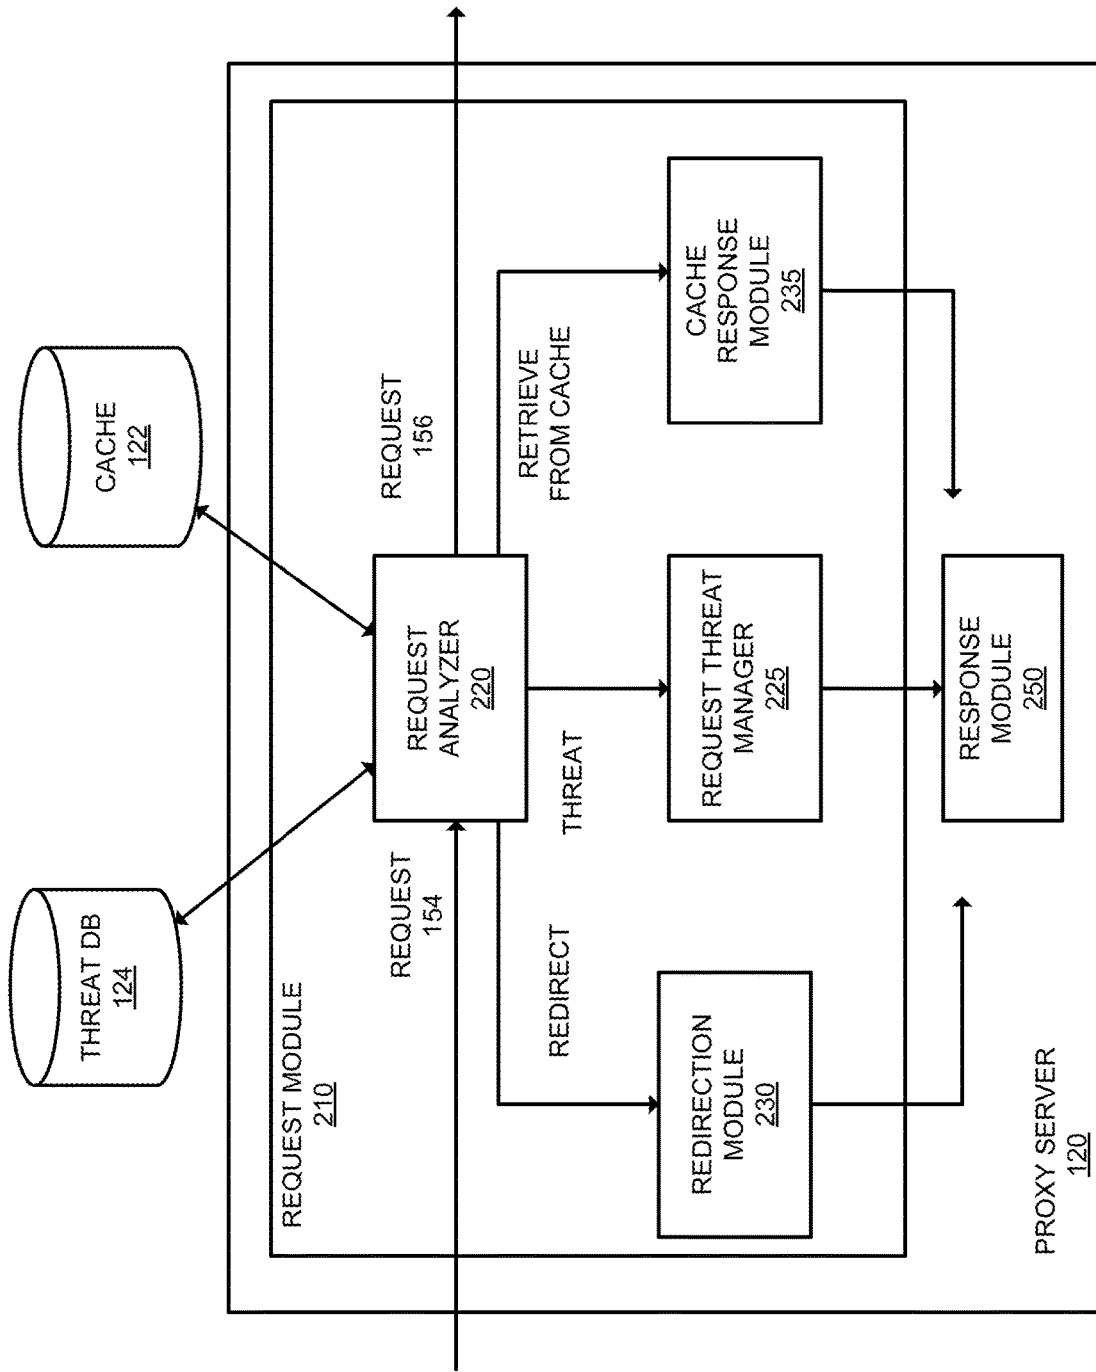 THREAT DB
124
CACHE
122
REQUEST MODULE
210
REQUEST
154
REQUEST
ANALYZER
220
REQUEST
156
REDIRECT
THREAT
RETRIEVE
FROM CACHE
REDIRECTION
MODULE
230
REQUEST THREAT
MANAGER
225
CACHE
RESPONSE
MODULE
235
RESPONSE
MODULE
250
PROXY SERVER
120